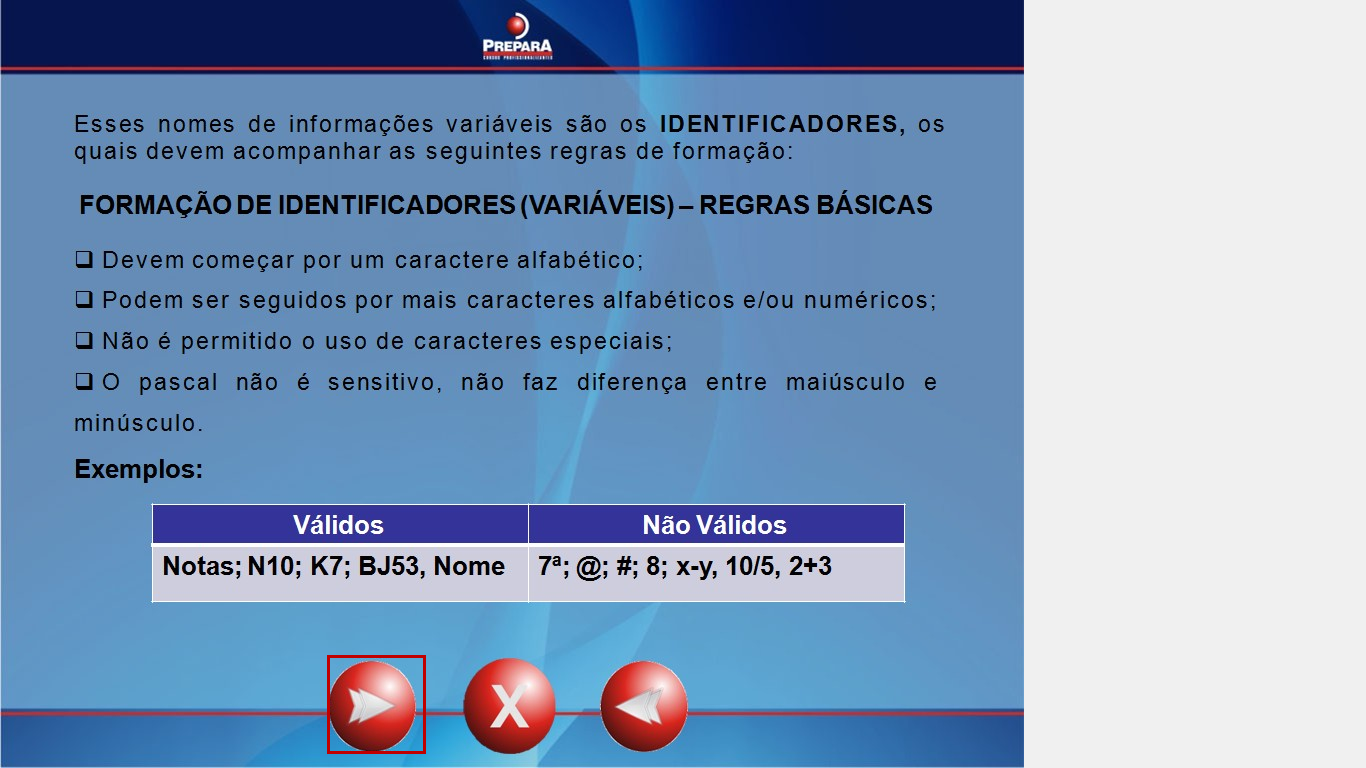 PREPARA
CURSOS PROFISSIONALIZANTES
Esses nomes de informações variáveis são os IDENTIFICADORES, os
quais devem acompanhar as seguintes regras de formação:
FORMAÇÃO DE IDENTIFICADORES (VARIÁVEIS) – REGRAS BÁSICAS
❑ Devem começar por um caractere alfabético;
❑ Podem ser seguidos por mais caracteres alfabéticos e/ou numéricos;
❑ Não é permitido o uso de caracteres especiais;
❑ O pascal não é sensitivo, não faz diferença entre maiúsculo e
minúsculo.
Exemplos:
Válidos Não Válidos
Notas; N10; K7; BJ53, Nome 7ª; @; #; 8; x-y, 10/5, 2+3
X